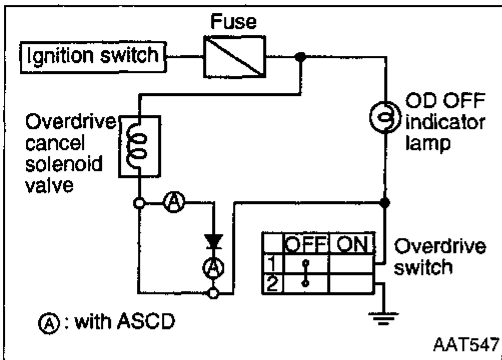 Fuse
Ignition switch
OD OFF
indicator
lamp
Overdrive
cancel
solenoid
valve
A
A
OFF ON
1
2
Overdrive
switch
A : with ASCD
AAT547